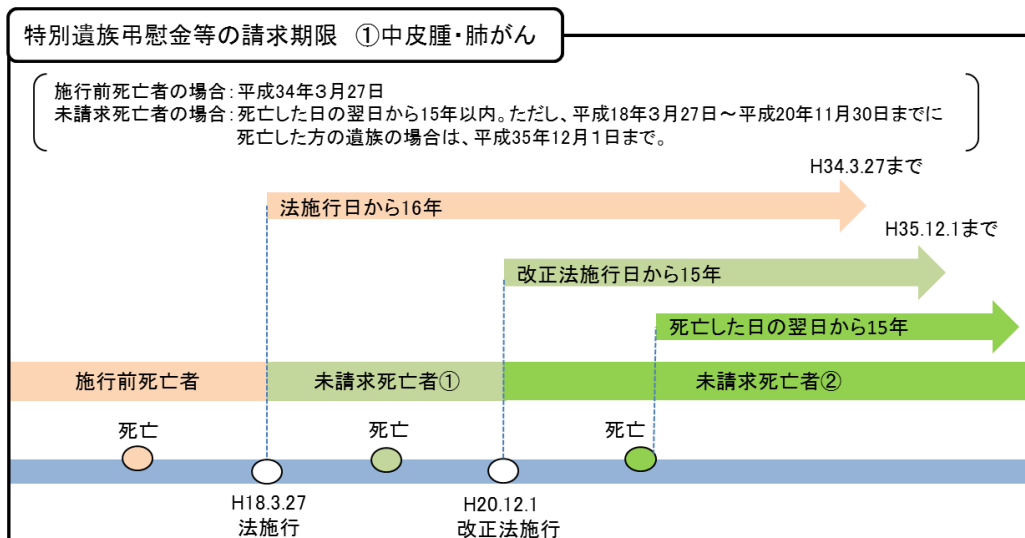 特別遺族弔慰金等の請求期限 ①中皮腫・肺がん
施行前死亡者の場合：平成34年３月27日
未請求死亡者の場合：死亡した日の翌日から15年以内。ただし、平成18年３月27日～平成20年11月30日までに
死亡した方の遺族の場合は、平成35年12月１日まで。
H34.3.27まで
法施行日から16年
H35.12.1まで
改正法施行日から15年
死亡した日の翌日から15年
施行前死亡者 未請求死亡者① 未請求死亡者②
死亡 死亡 死亡
H18.3.27 H20.12.1
法施行 改正法施行